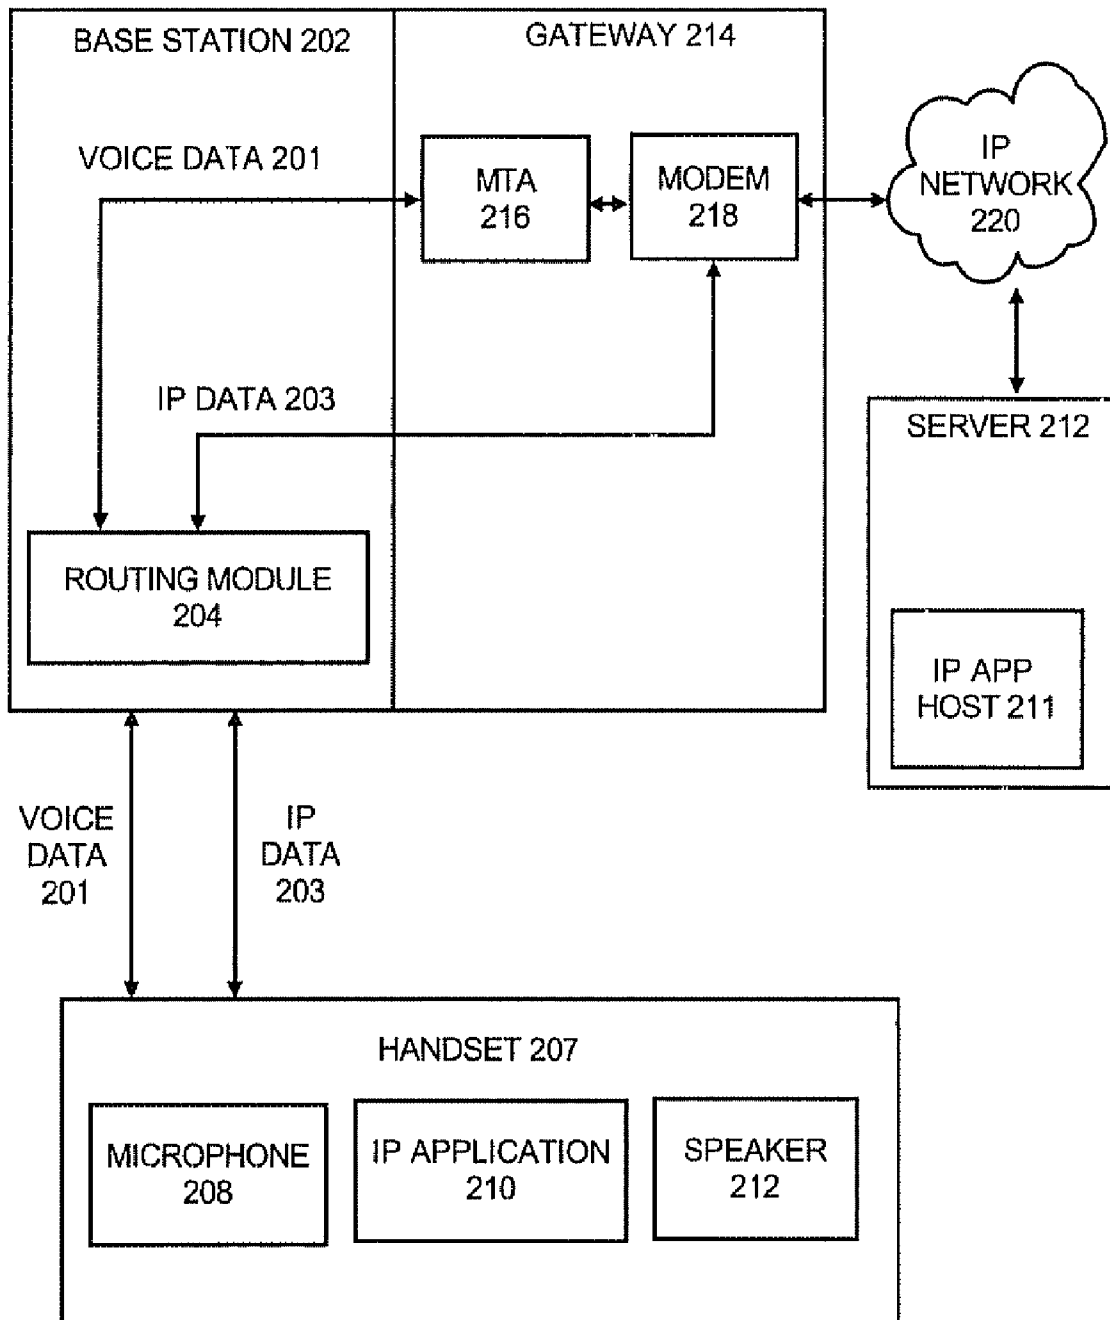 BASE STATION 202
GATEWAY 214
VOICE DATA 201
MTA
216
MODEM
218
IP
NETWORK
220
IP DATA 203
SERVER 212
ROUTING MODULE
204
IP APP
HOST 211
VOICE
DATA
201
IP
DATA
203
HANDSET 207
MICROPHONE
208
IP APPLICATION
210
SPEAKER
212